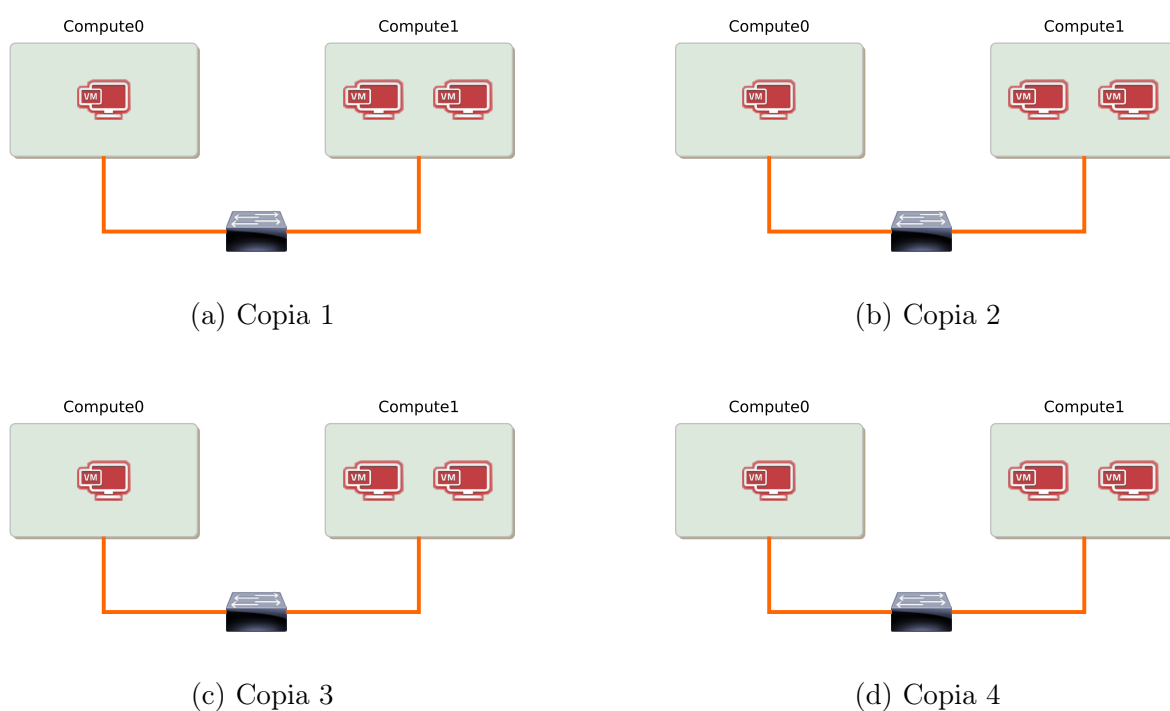 Compute0
Compute1
VM
VM
VM
(a) Copia 1
Compute0
Compute1
VM
VM
VM
(b) Copia 2
Compute0
Compute1
VM
VM
VM
(c) Copia 3
Compute0
Compute1
VM
VM
VM
(d) Copia 4